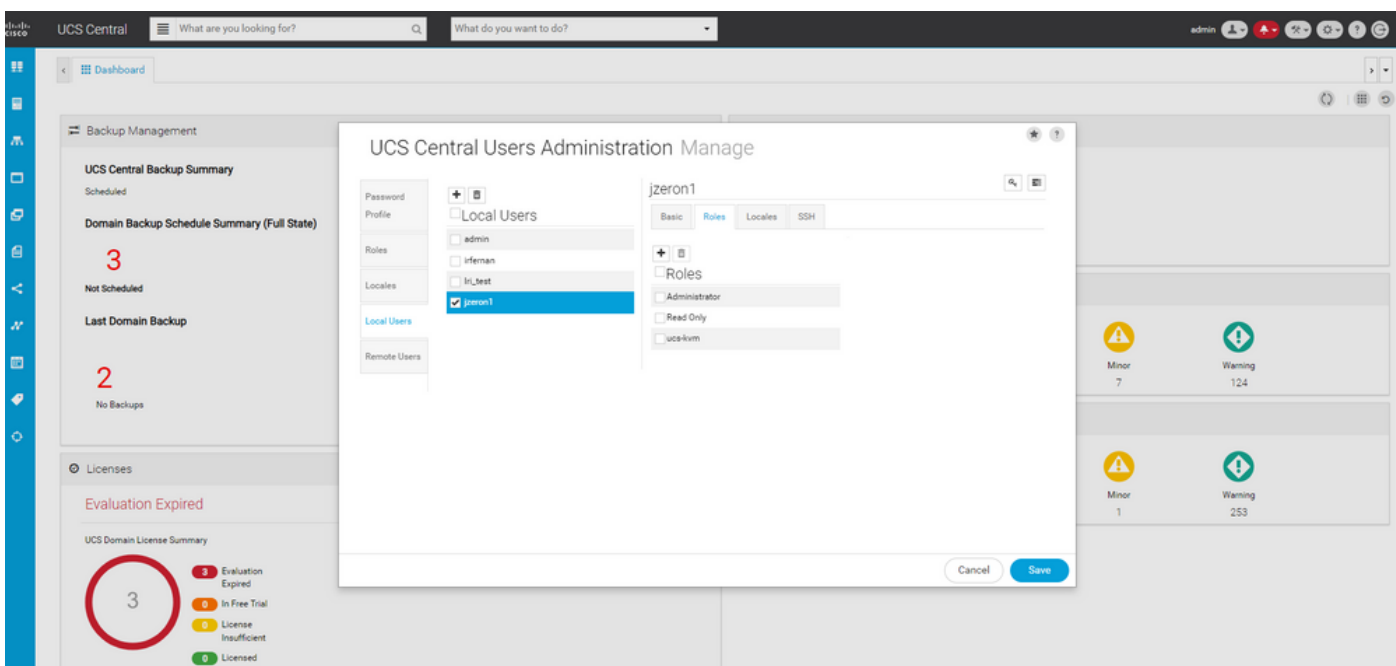 cisco
UCS Central
What are you looking for?
What do you want to do?
admin
Dashboard
Backup Management
UCS Central Backup Summary
Scheduled
Domain Backup Schedule Summary (Full State)
3
Not Scheduled
Last Domain Backup
2
No Backups
Licenses
Evaluation Expired
UCS Domain License Summary
3
3 Evaluation
Expired
0 In Free Trial
0 License
Insufficient
0 Licensed
UCS Central Users Administration Manage
Password
Profile
Roles
Locales
Local Users
Remote Users
Local Users
admin
irfernan
lri_test
jzeron1
jzeron1
Basic Roles Locales SSH
Roles
Administrator
Read Only
ucs-kvm
Cancel Save
Minor Warning
7 124
Minor Warning
1 253